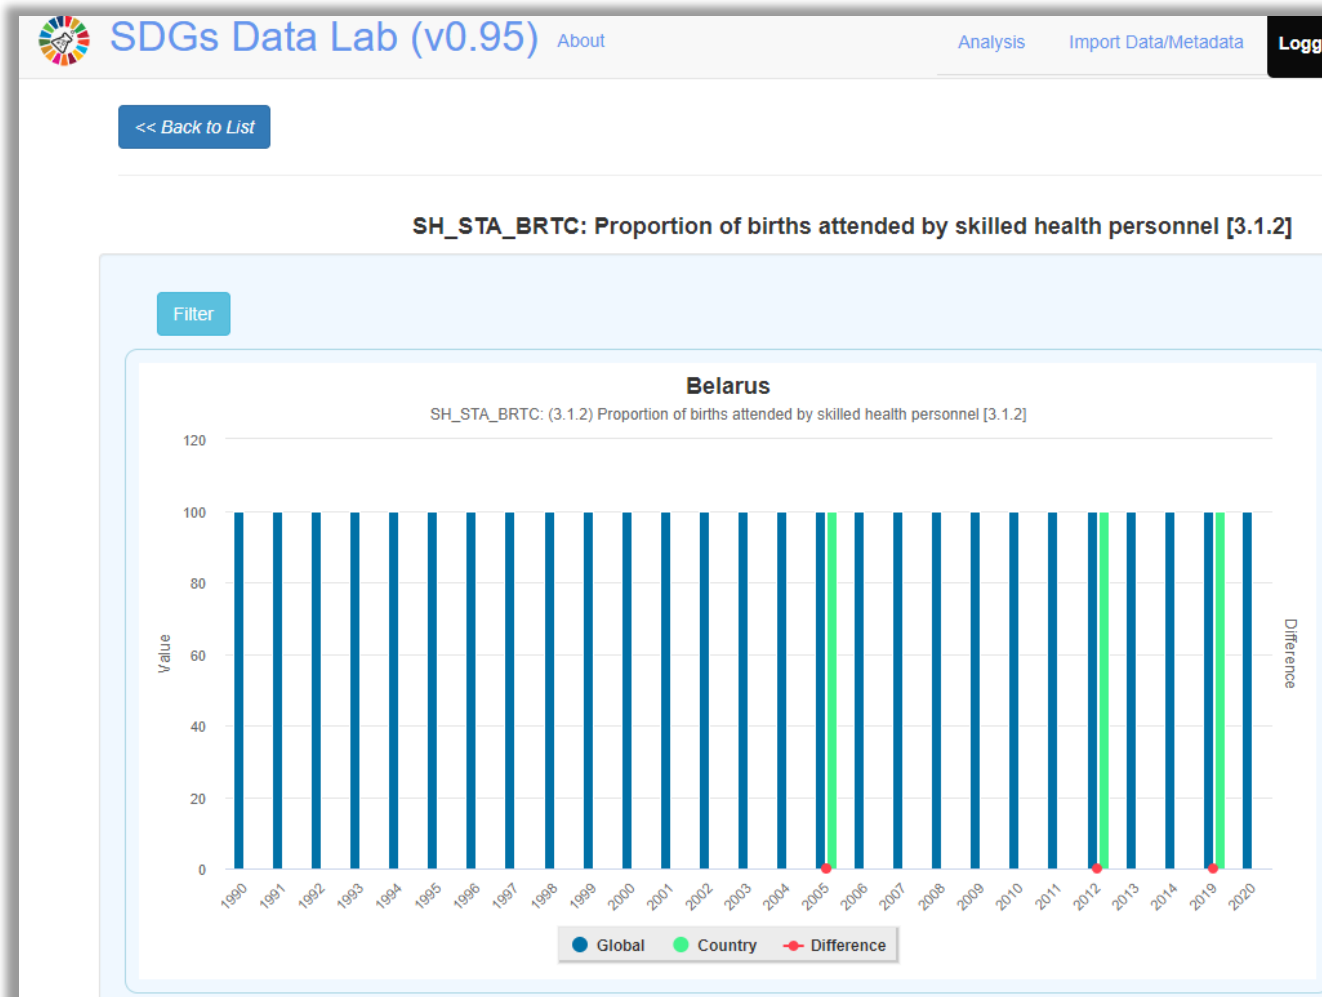 SDGs Data Lab (v0.95) About Analysis Import Data/Metadata Logg
<< Back to List
SH_STA_BRTC: Proportion of births attended by skilled health personnel [3.1.2]
Filter
Belarus
SH_STA_BRTC: (3.1.2) Proportion of births attended by skilled health personnel [3.1.2]
120
100
80
60
40
20
0
Value
Difference
1990 1991 1992 1993 1994 1995 1996 1997 1998 1999 2000 2001 2002 2003 2004 2005 2006 2007 2008 2009 2010 2011 2012 2013 2014 2019 2020
Global Country Difference